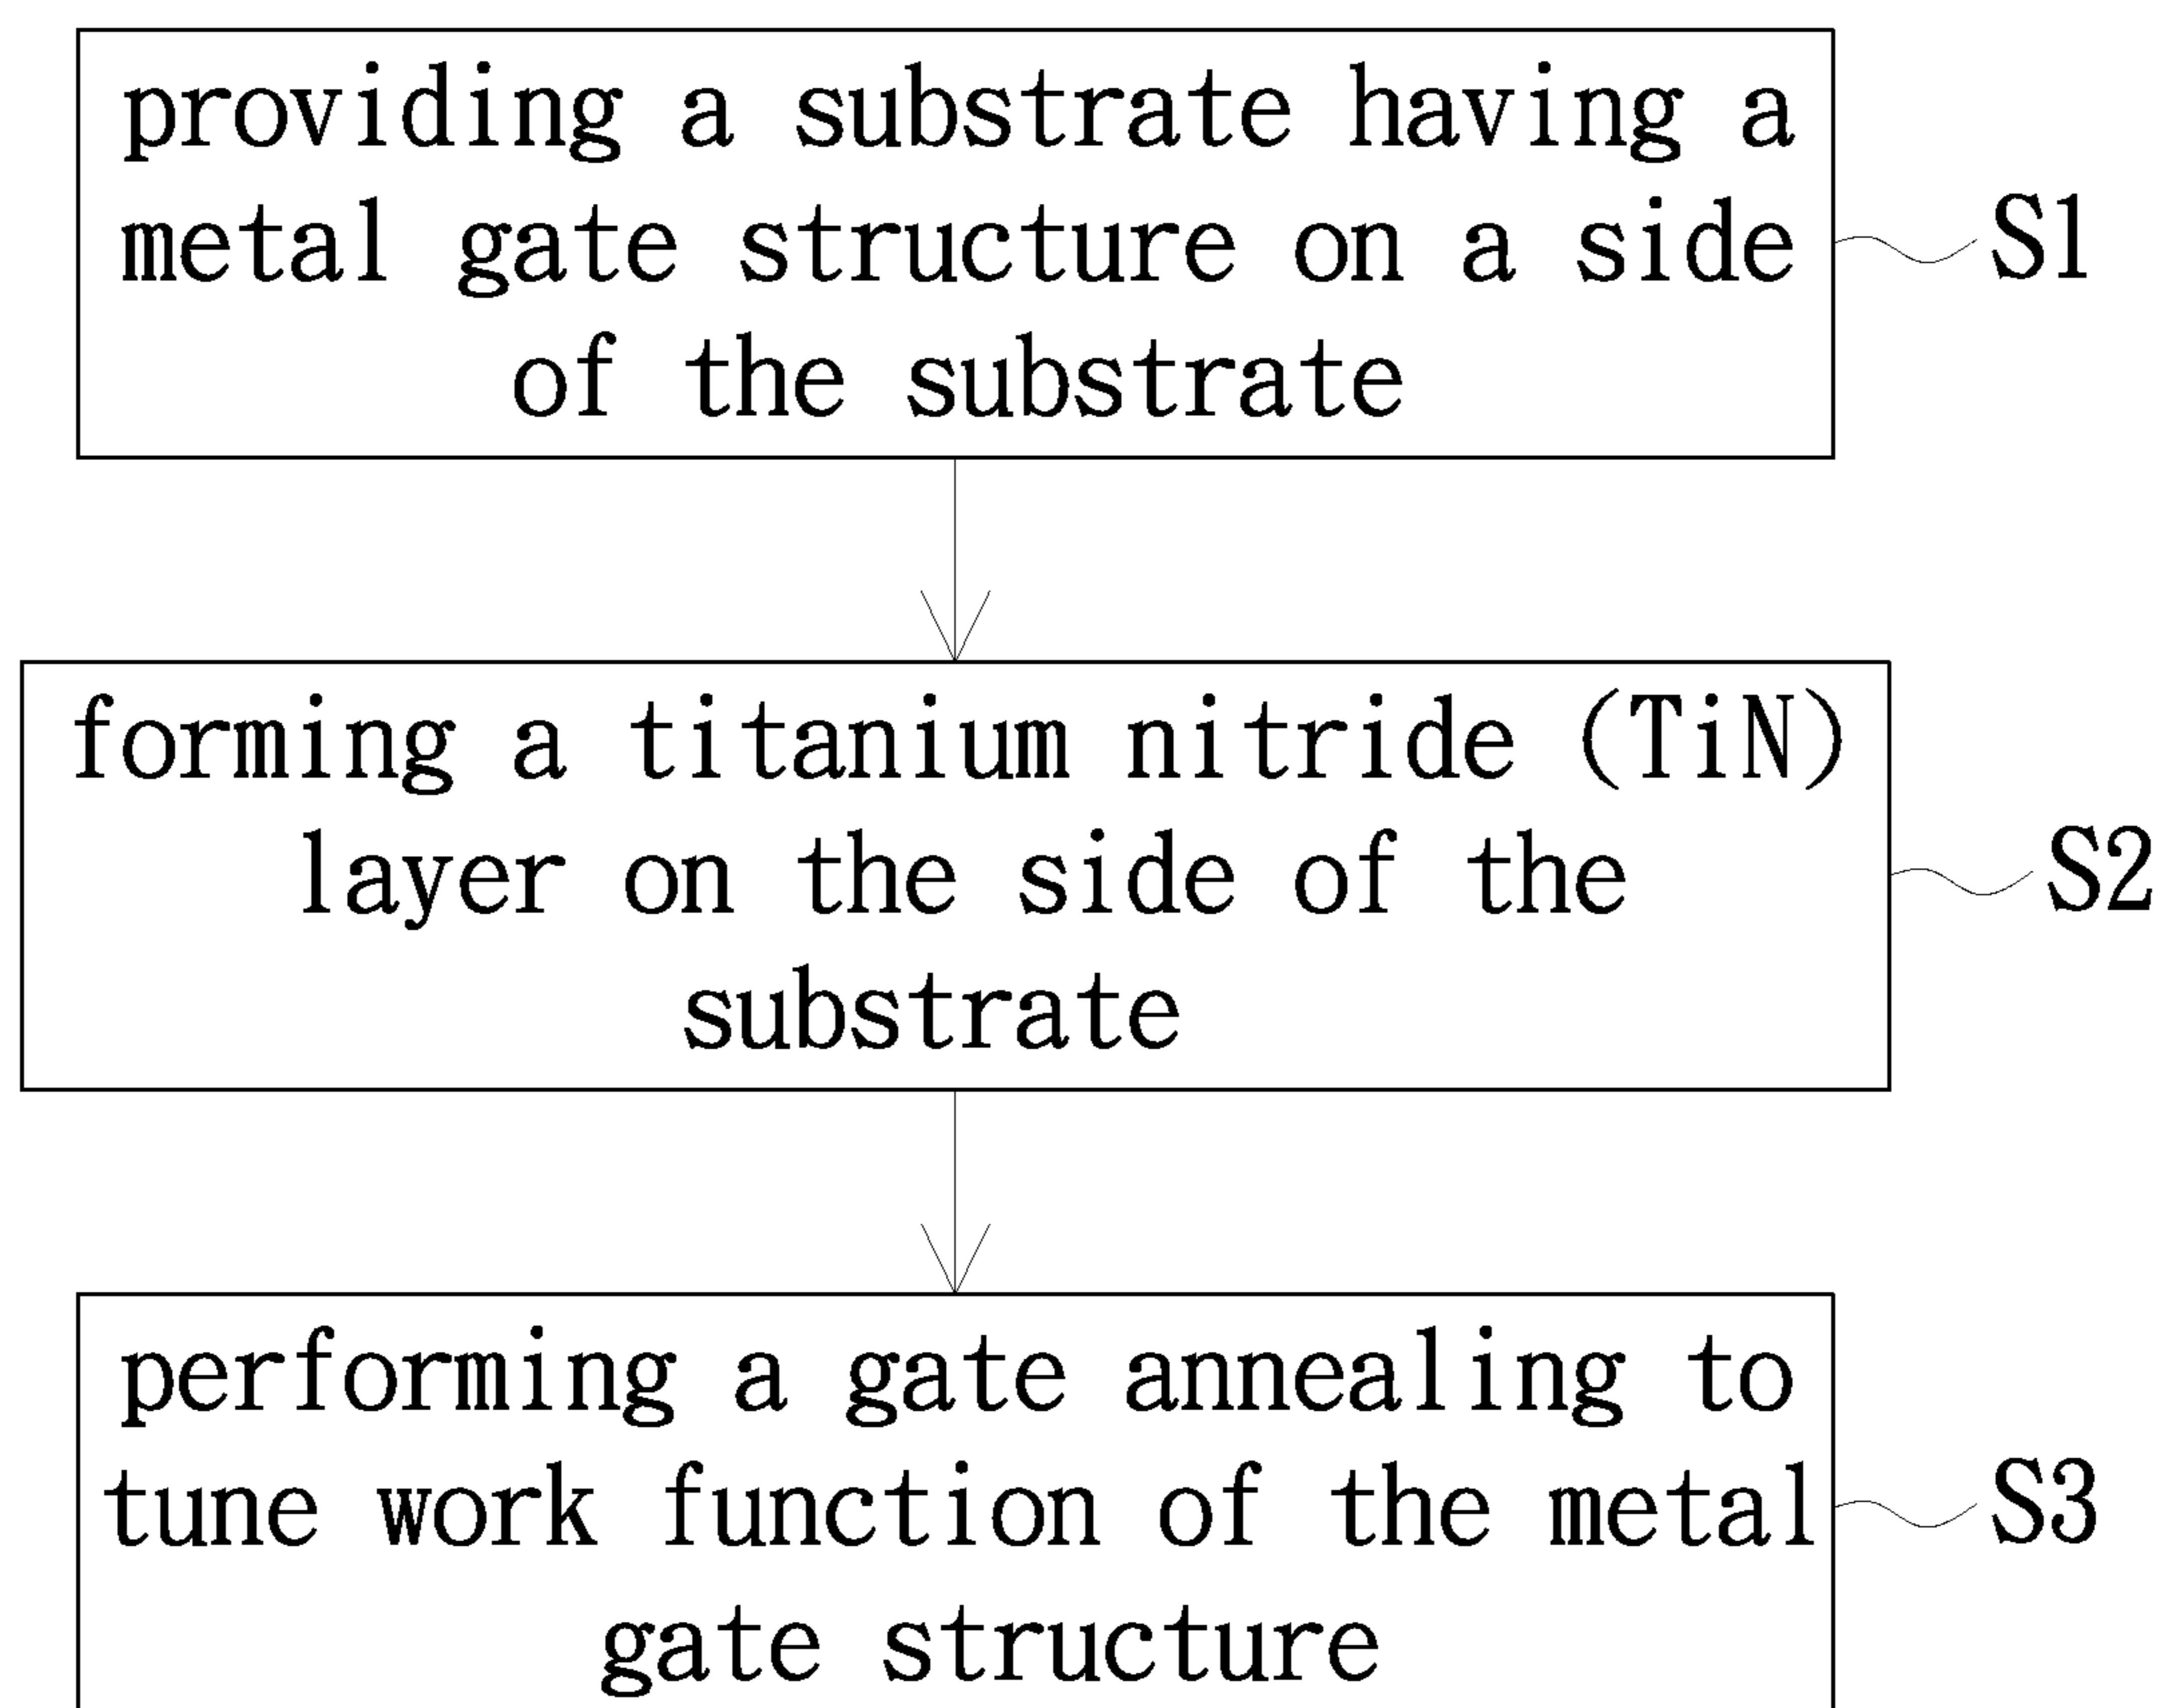 providing a substrate having a
metal gate structure on a side
of the substrate
S1
forming a titanium nitride (TiN)
layer on the side of the
substrate
S2
performing a gate annealing to
tune work function of the metal
gate structure
S3